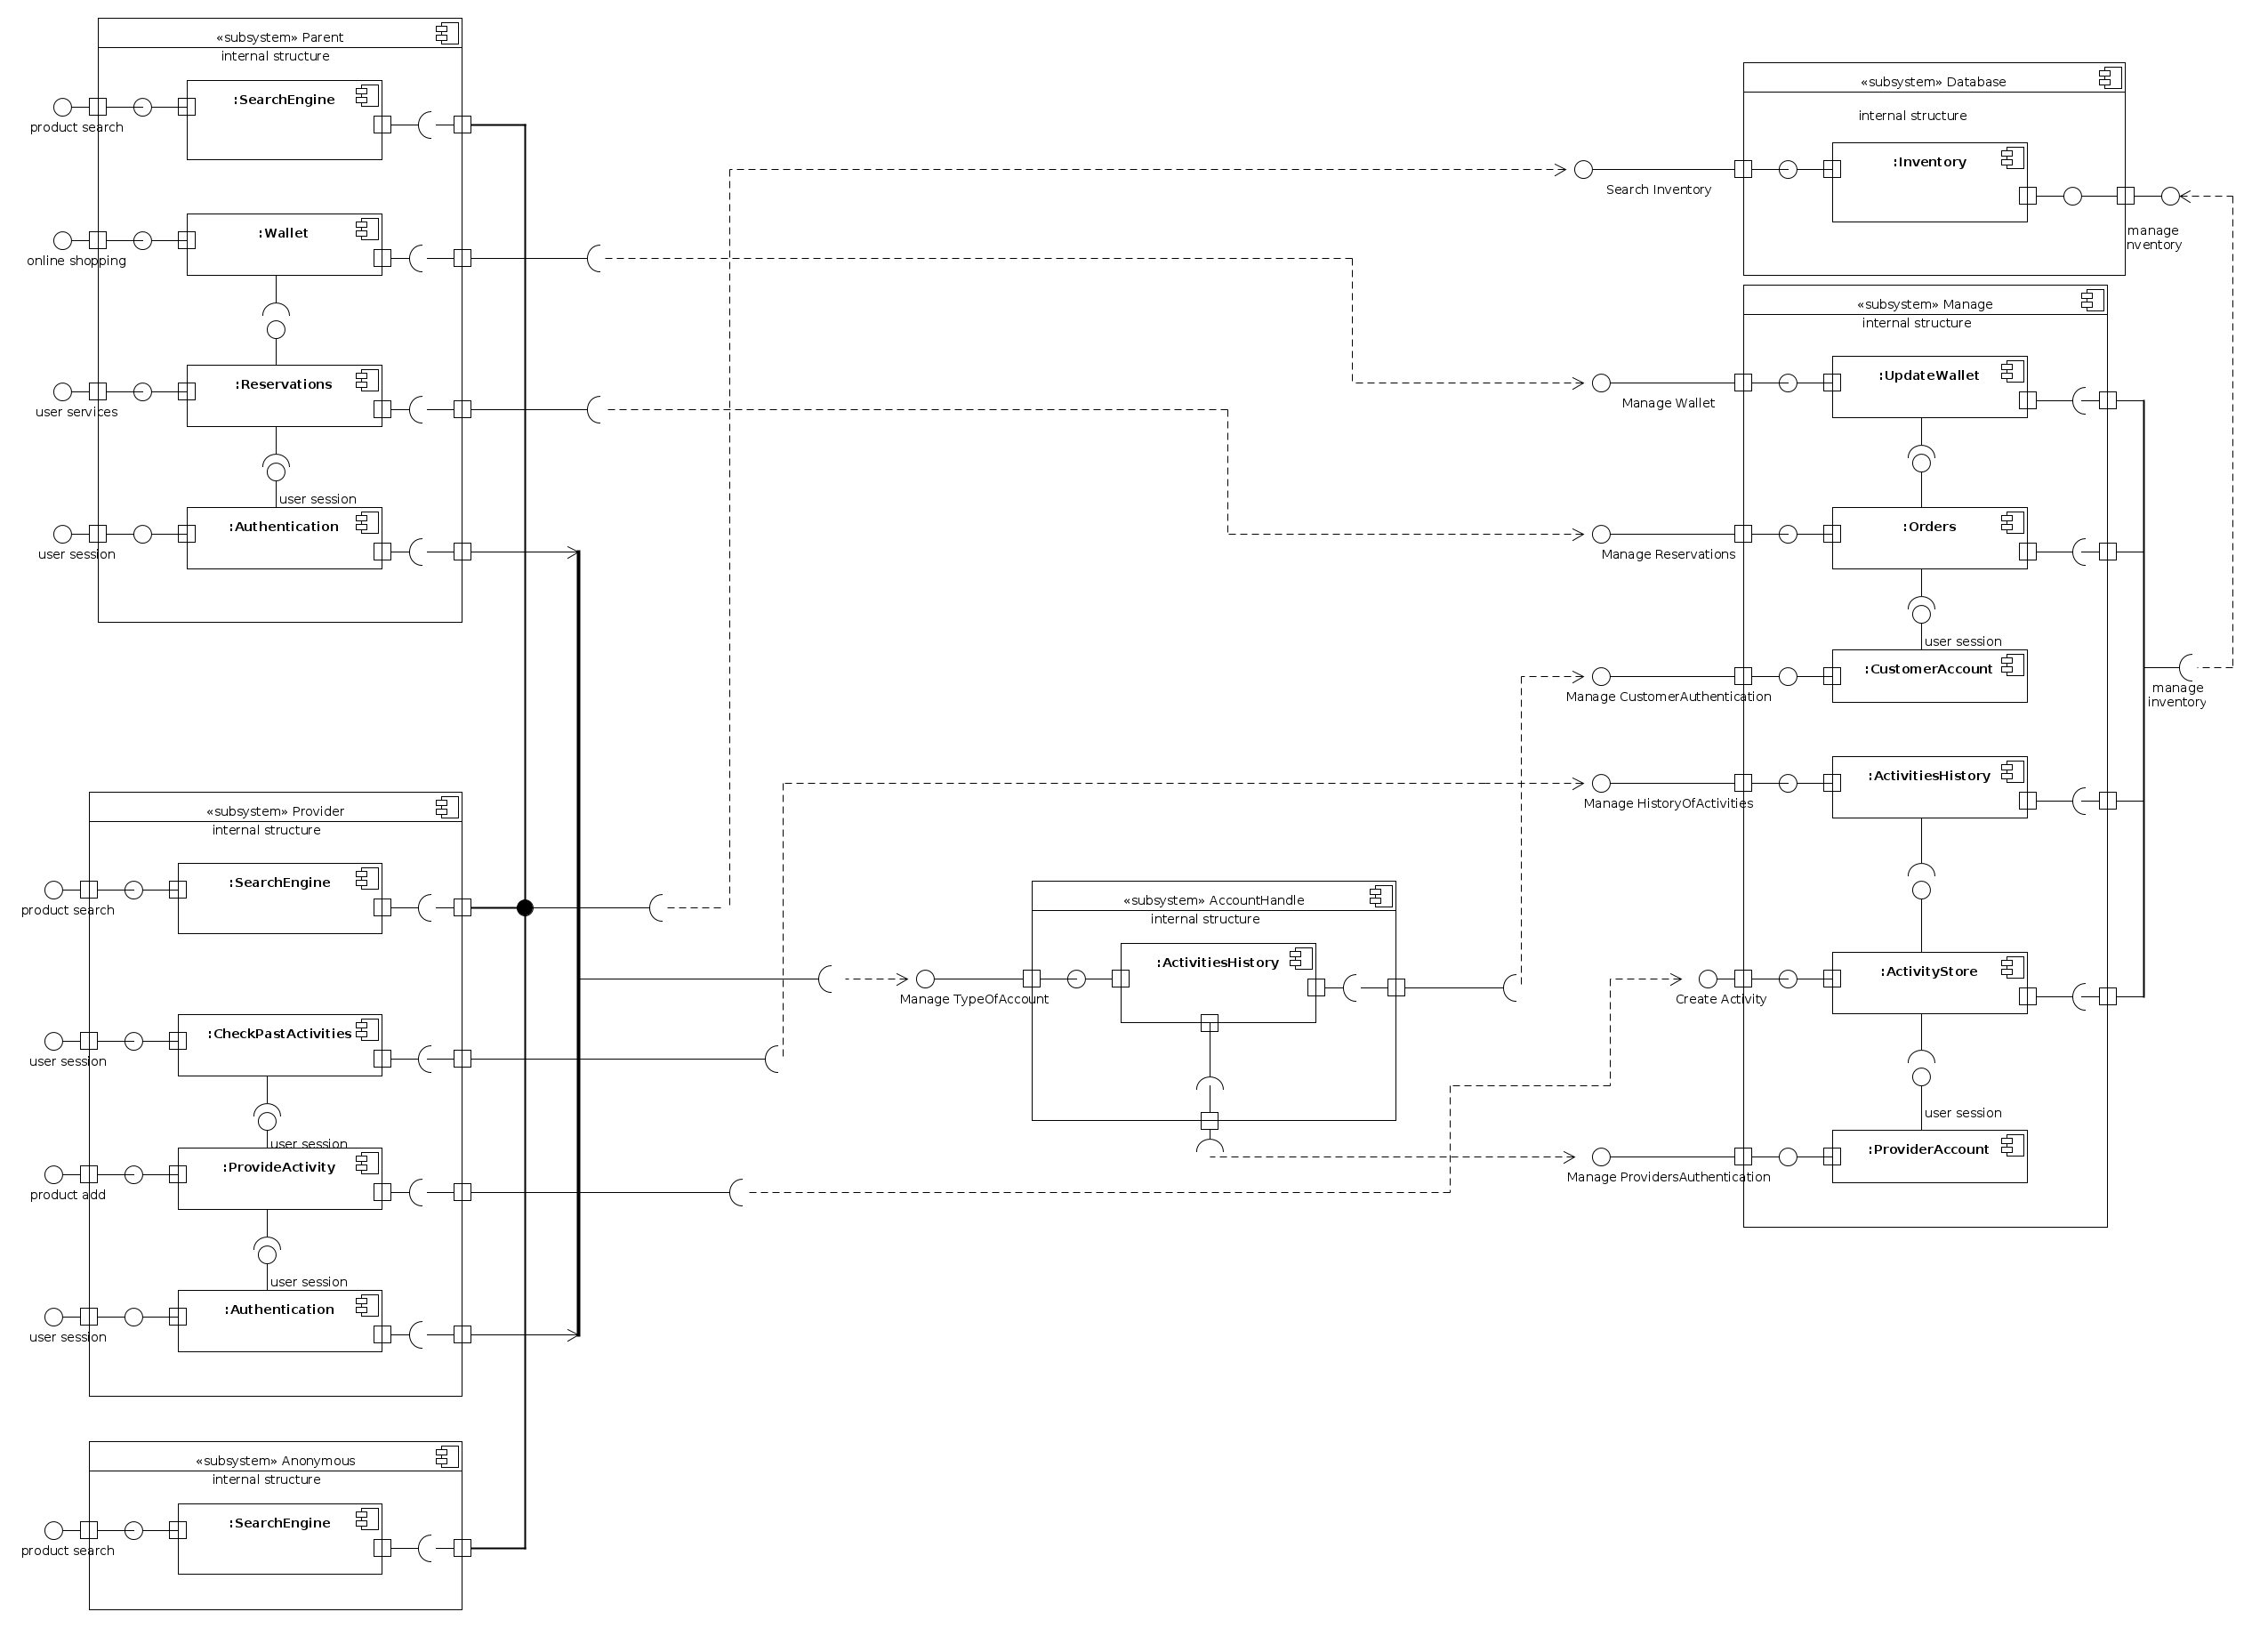 «subsystem» Parent
internal structure
:SearchEngine
product search
:Wallet
online shopping
:Reservations
user services
user session
:Authentication
user session
«subsystem» Provider
internal structure
:SearchEngine
product search
:CheckPastActivities
user session
user session
:ProvideActivity
product add
user session
:Authentication
user session
«subsystem» Anonymous
internal structure
:SearchEngine
product search
«subsystem» AccountHandle
internal structure
:ActivitiesHistory
Manage TypeOfAccount
«subsystem» Database
internal structure
:Inventory
Search Inventory
manage
nventory
«subsystem» Manage
internal structure
:UpdateWallet
Manage Wallet
:Orders
Manage Reservations
user session
:CustomerAccount
Manage CustomerAuthentication
manage
inventory
:ActivitiesHistory
Manage HistoryOfActivities
:ActivityStore
Create Activity
user session
:ProviderAccount
Manage ProvidersAuthentication